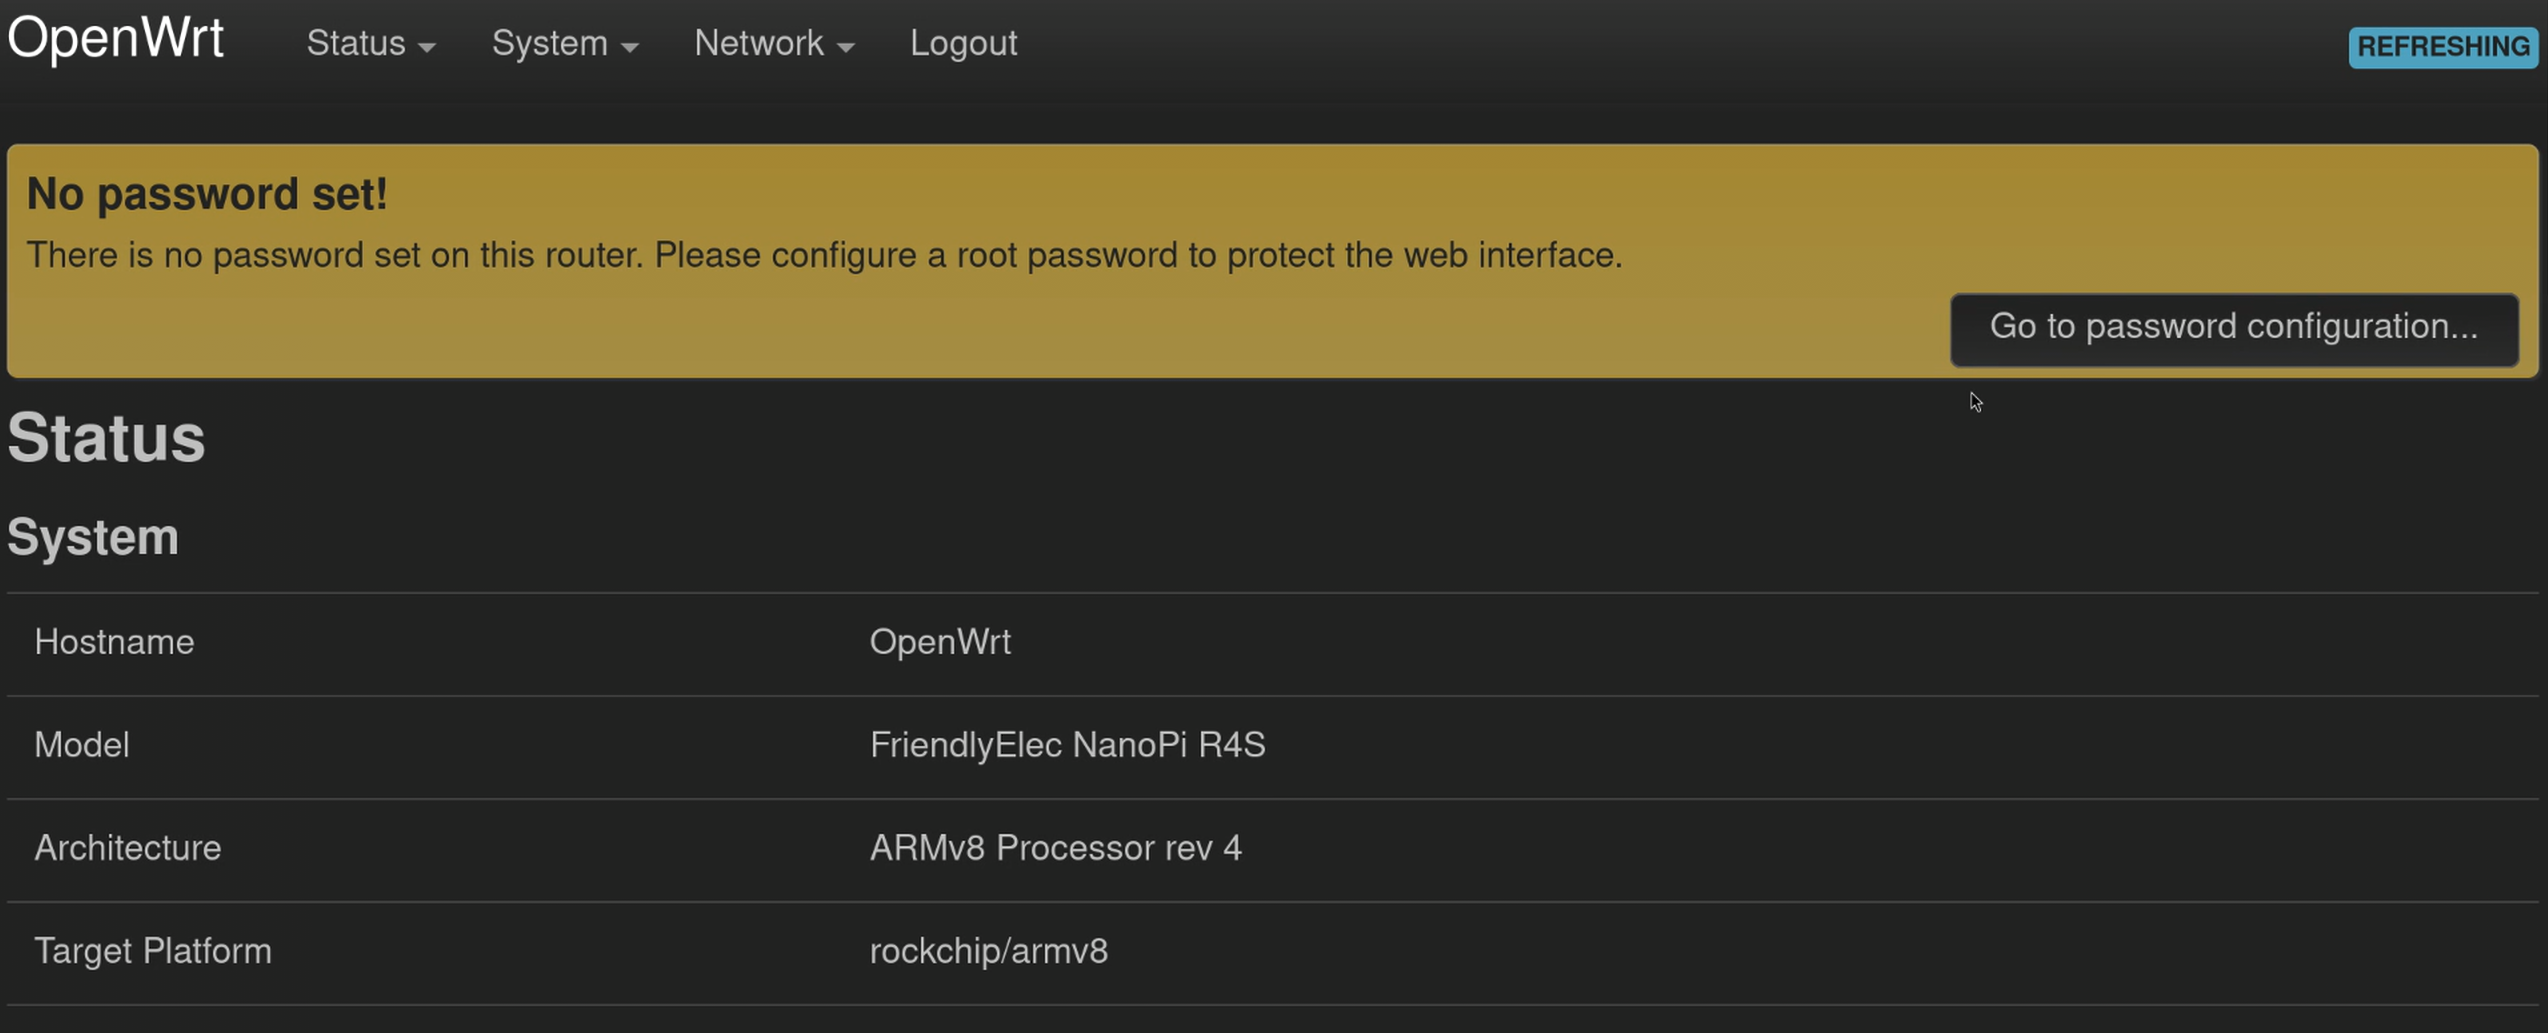 OpenWrt Status System Network Logout REFRESHING
No password set!
There is no password set on this router. Please configure a root password to protect the web interface.
Go to password configuration...
Status
System
Hostname OpenWrt
Model FriendlyElec NanoPi R4S
Architecture ARMv8 Processor rev 4
Target Platform rockchip/armv8